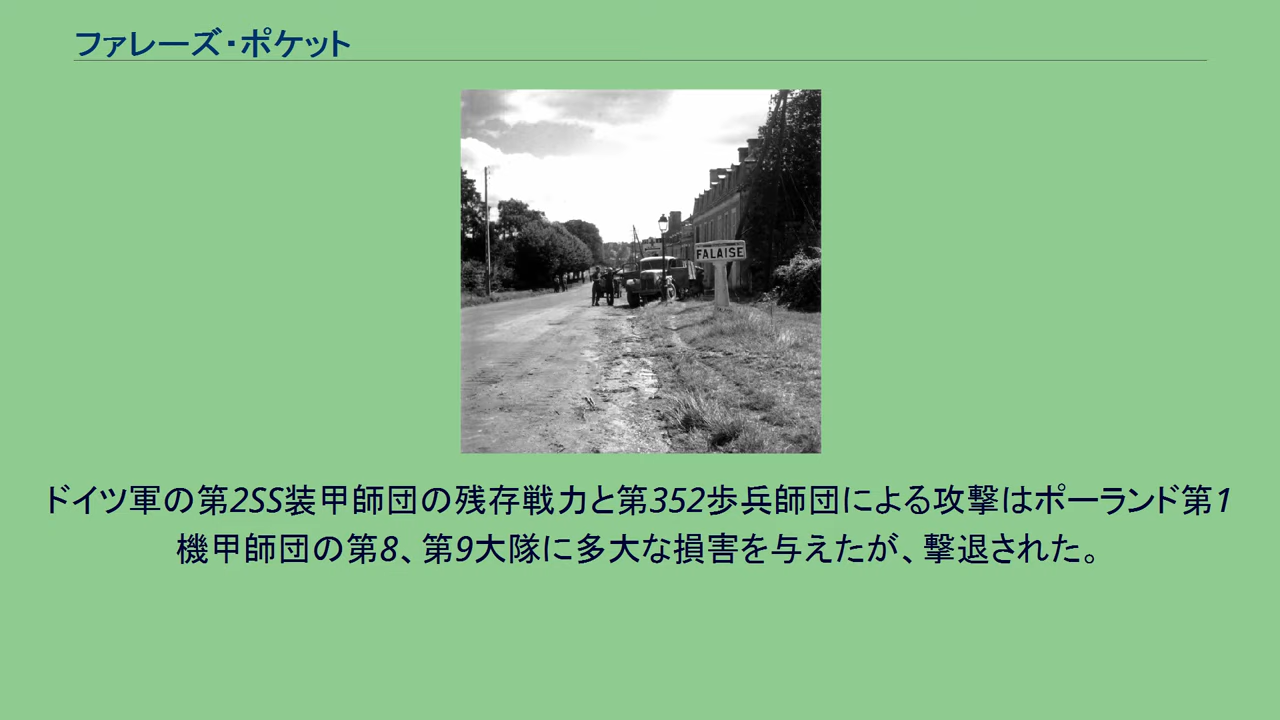 ファレーズ・ポケット
FALAISE
ドイツ軍の第2SS装甲師団の残存戦力と第352歩兵師団による攻撃はポーランド第1
機甲師団の第8、第9大隊に多大な損害を与えたが、撃退された。